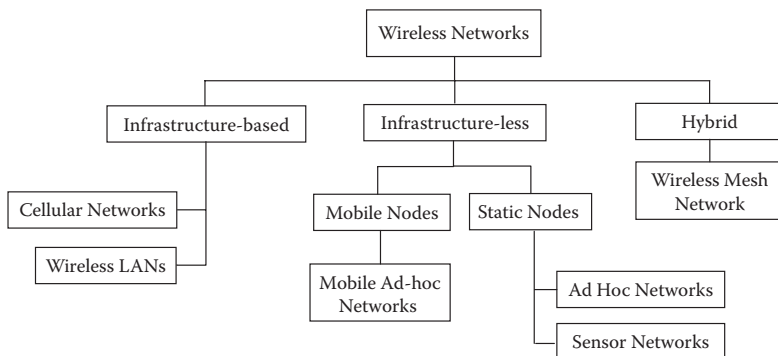 Wireless Networks
Infrastructure-based
Infrastructure-less
Hybrid
Cellular Networks
Wireless LANs
Mobile Nodes
Static Nodes
Wireless Mesh
Network
Mobile Ad-hoc
Networks
Ad Hoc Networks
Sensor Networks